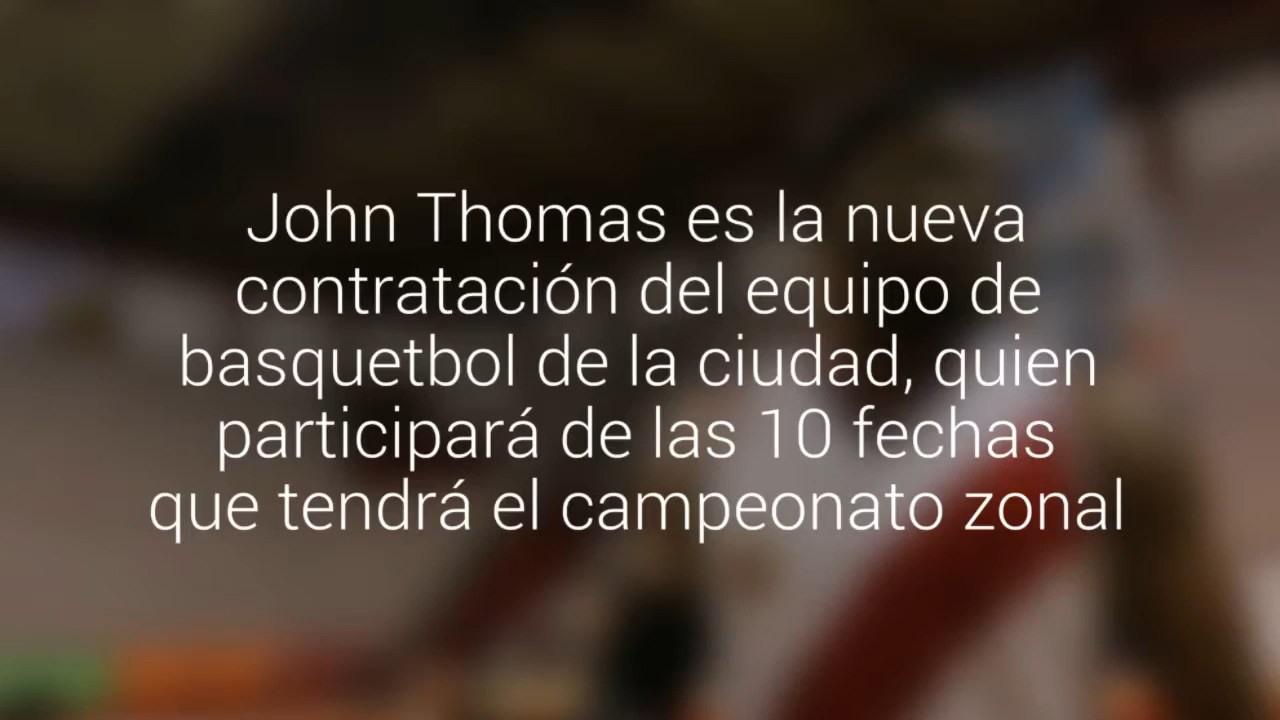 John Thomas es la nueva
contratación del equipo de
basquetbol de la ciudad, quien
participará de las 10 fechas
que tendrá el campeonato zonal